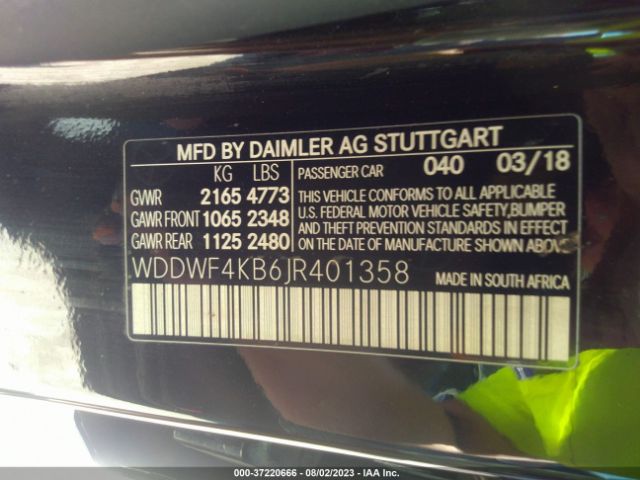 MFD BY DAIMLER AG STUTTGART
KG LBS
GVWR 2165 4773
GAWR FRONT 1065 2348
GAWR REAR 1125 2480
PASSENGER CAR 040 03/18
THIS VEHICLE CONFORMS TO ALL APPLICABLE
U.S. FEDERAL MOTOR VEHICLE SAFETY,BUMPER
AND THEFT PREVENTION STANDARDS IN EFFECT
ON THE DATE OF MANUFACTURE SHOWN ABOVE
WDDWF4KB6JR401358 MADE IN SOUTH AFRICA
000-37220666 - 08/02/2023 - IAA Inc.